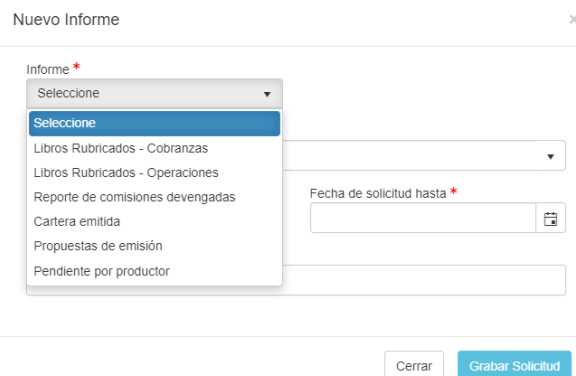 Nuevo Informe
×
Informe *
Seleccione
Seleccione
Libros Rubricados - Cobranzas
Libros Rubricados - Operaciones
Reporte de comisiones devengadas
Fecha de solicitud hasta *
Cartera emitida
Propuestas de emisión
Pendiente por productor
Cerrar
Grabar Solicitud